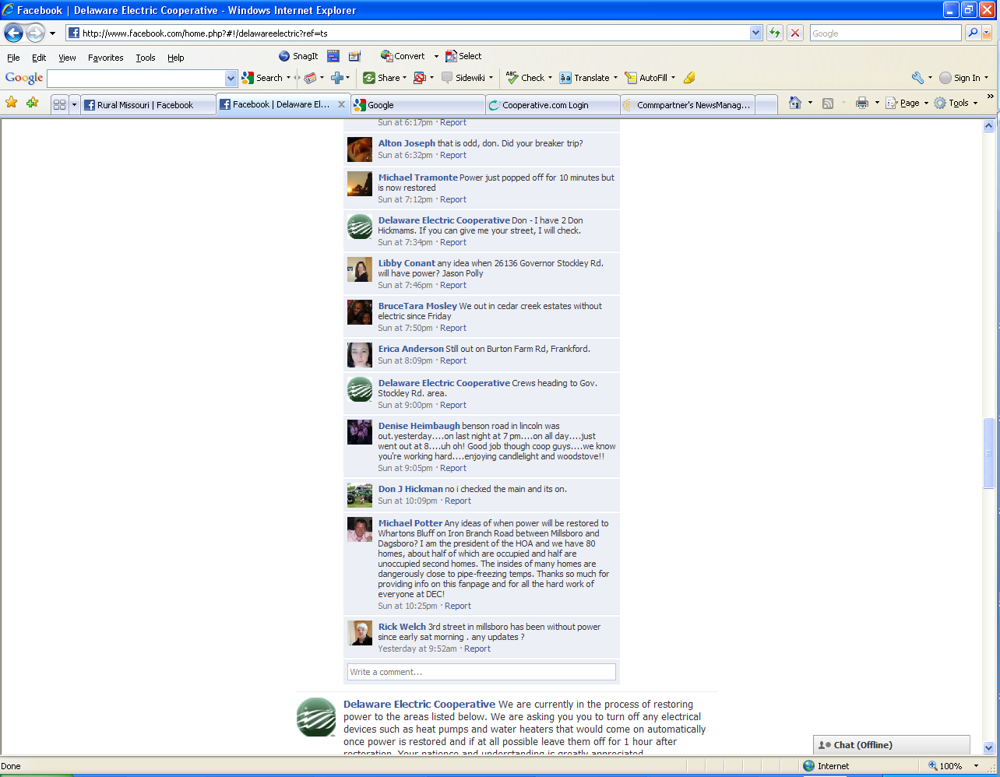 Facebook | Delaware Electric Cooperative - Windows Internet Explorer
http://www.facebook.com/home.php?#!/delawareelectric?ref=ts
Google
File Edit View Favorites Tools Help
SnagIt
Convert Select
Google
Search Share Sidewiki ABC Check Translate AutoFill Sign In
Rural Missouri | Facebook
Facebook | Delaware El...
Google
Cooperative.com Login
Commpartner's NewsManag...
Page Tools
Sun at 6:17pm · Report
Alton Joseph that is odd, don. Did your breaker trip?
Sun at 6:32pm · Report
Michael Tramonte Power just popped off for 10 minutes but
is now restored
Sun at 7:12pm · Report
Delaware Electric Cooperative Don - I have 2 Don
Hickmams. If you can give me your street, I will check.
Sun at 7:34pm · Report
Libby Conant any idea when 26136 Governor Stockley Rd.
will have power? Jason Polly
Sun at 7:46pm · Report
BruceTara Mosley We out in cedar creek estates without
electric since Friday
Sun at 7:50pm · Report
Erica Anderson Still out on Burton Farm Rd, Frankford.
Sun at 8:09pm · Report
Delaware Electric Cooperative Crews heading to Gov.
Stockley Rd. area.
Sun at 9:00pm · Report
Denise Heimbaugh benson road in lincoln was
out.yesterday....on last night at 7 pm....on all day....just
went out at 8....uh oh! Good job though coop guys....we know
you're working hard....enjoying candlelight and woodstove!!
Sun at 9:05pm · Report
Don J Hickman no i checked the main and its on.
Sun at 10:09pm · Report
Michael Potter Any ideas of when power will be restored to
Whartons Bluff on Iron Branch Road between Millsboro and
Dagsboro? I am the president of the HOA and we have 80
homes, about half of which are occupied and half are
unoccupied second homes. The insides of many homes are
dangerously close to pipe-freezing temps. Thanks so much for
providing info on this fanpage and for all the hard work of
everyone at DEC!
Sun at 10:25pm · Report
Rick Welch 3rd street in millsboro has been without power
since early sat morning . any updates ?
Yesterday at 9:52am · Report
Write a comment...
Delaware Electric Cooperative We are currently in the process of restoring
power to the areas listed below. We are asking you you to turn off any electrical
devices such as heat pumps and water heaters that would come on automatically
once power is restored and if at all possible leave them off for 1 hour after
restoration. Your patience and understanding is greatly appreciated.
Chat (Offline)
Done
Internet
100%